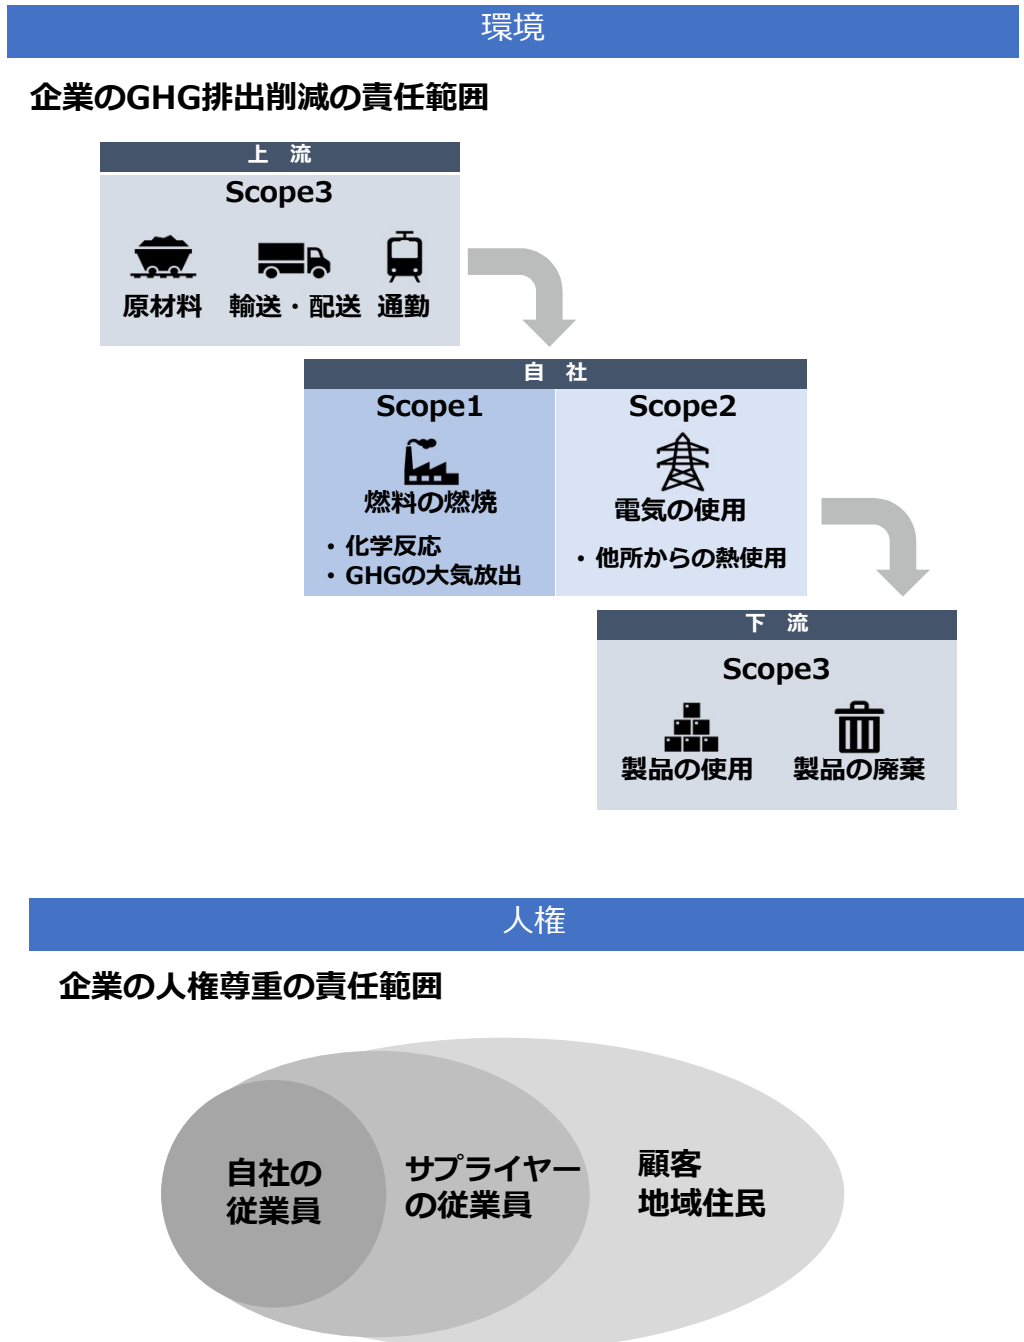 環境
企業のGHG排出削減の責任範囲
上 流
Scope3
原材料 輸送・配送 通勤
自 社
Scope1
燃料の燃焼
・化学反応
・GHGの大気放出
Scope2
電気の使用
・他所からの熱使用
下 流
Scope3
製品の使用 製品の廃棄
人権
企業の人権尊重の責任範囲
自社の
従業員
サプライヤー
の従業員
顧客
地域住民